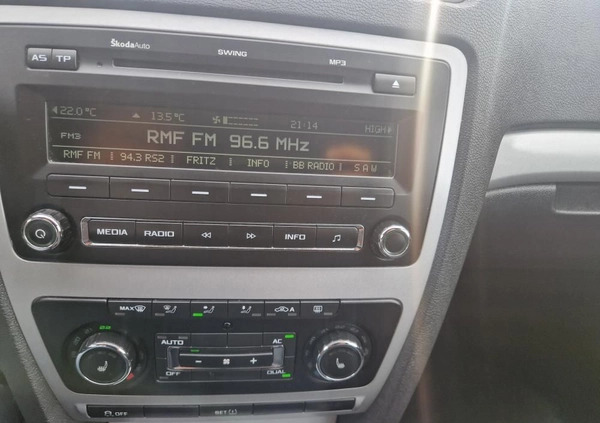 ŠkodaAuto SWING MP3
AS TP
22.0°C 13.5°C 21:14 HIGH
FM3 RMF FM 96.6 MHz
RMF FM 94.3 RS2 FRITZ INFO BB RADIO S A W
MEDIA RADIO INFO
MAX A
AUTO AC
OFF DUAL
OFF SET